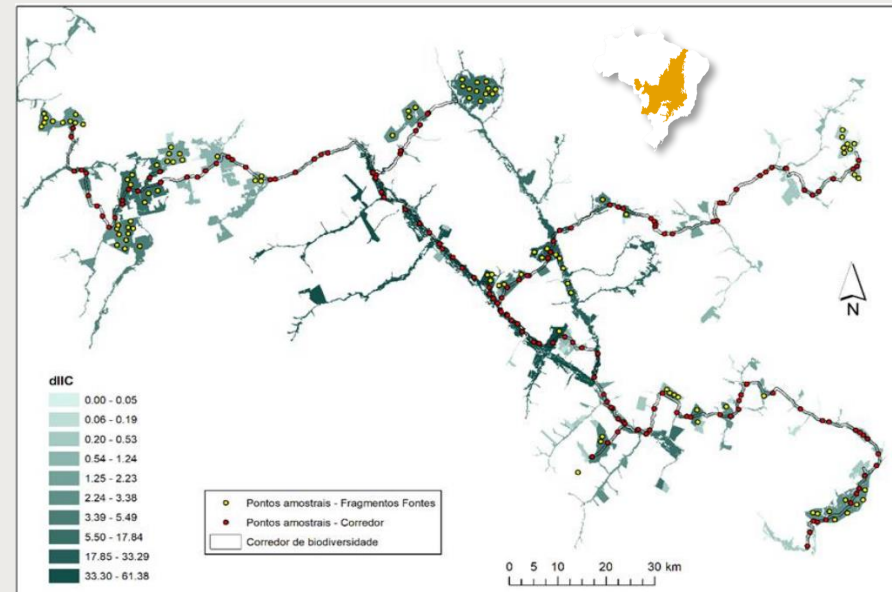 N
dIIC
0.00 - 0.05
0.06 - 0.19
0.20 - 0.53
0.54 - 1.24
1.25 - 2.23
2.24 - 3.38
3.39 - 5.49
5.50 - 17.84
17.85 - 33.29
33.30 - 61.38
Pontos amostrais - Fragmentos Fontes
Pontos amostrais - Corredor
Corredor de biodiversidade
0 5 10 20 30 km